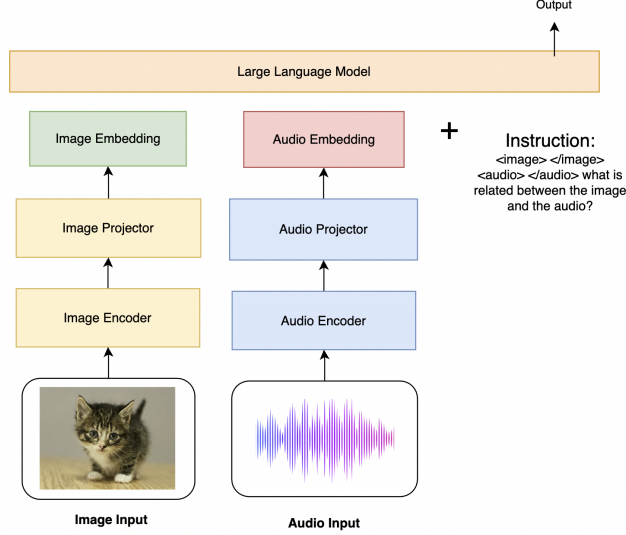 Output
Large Language Model
Image Embedding
Audio Embedding
+
Instruction:
<image> </image>
<audio> </audio> what is
related between the image
and the audio?
Image Projector
Audio Projector
Image Encoder
Audio Encoder
Image Input
Audio Input